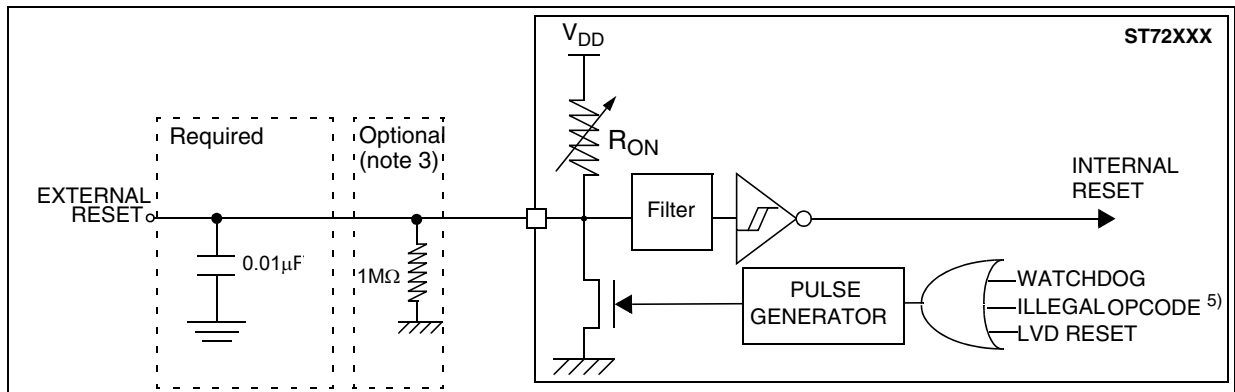 V_DD
ST72XXX
Required
Optional
(note 3)
R_ON
INTERNAL
RESET
EXTERNAL
RESET
Filter
0.01μF
1MΩ
PULSE
GENERATOR
WATCHDOG
ILLEGAL OPCODE 5)
LVD RESET